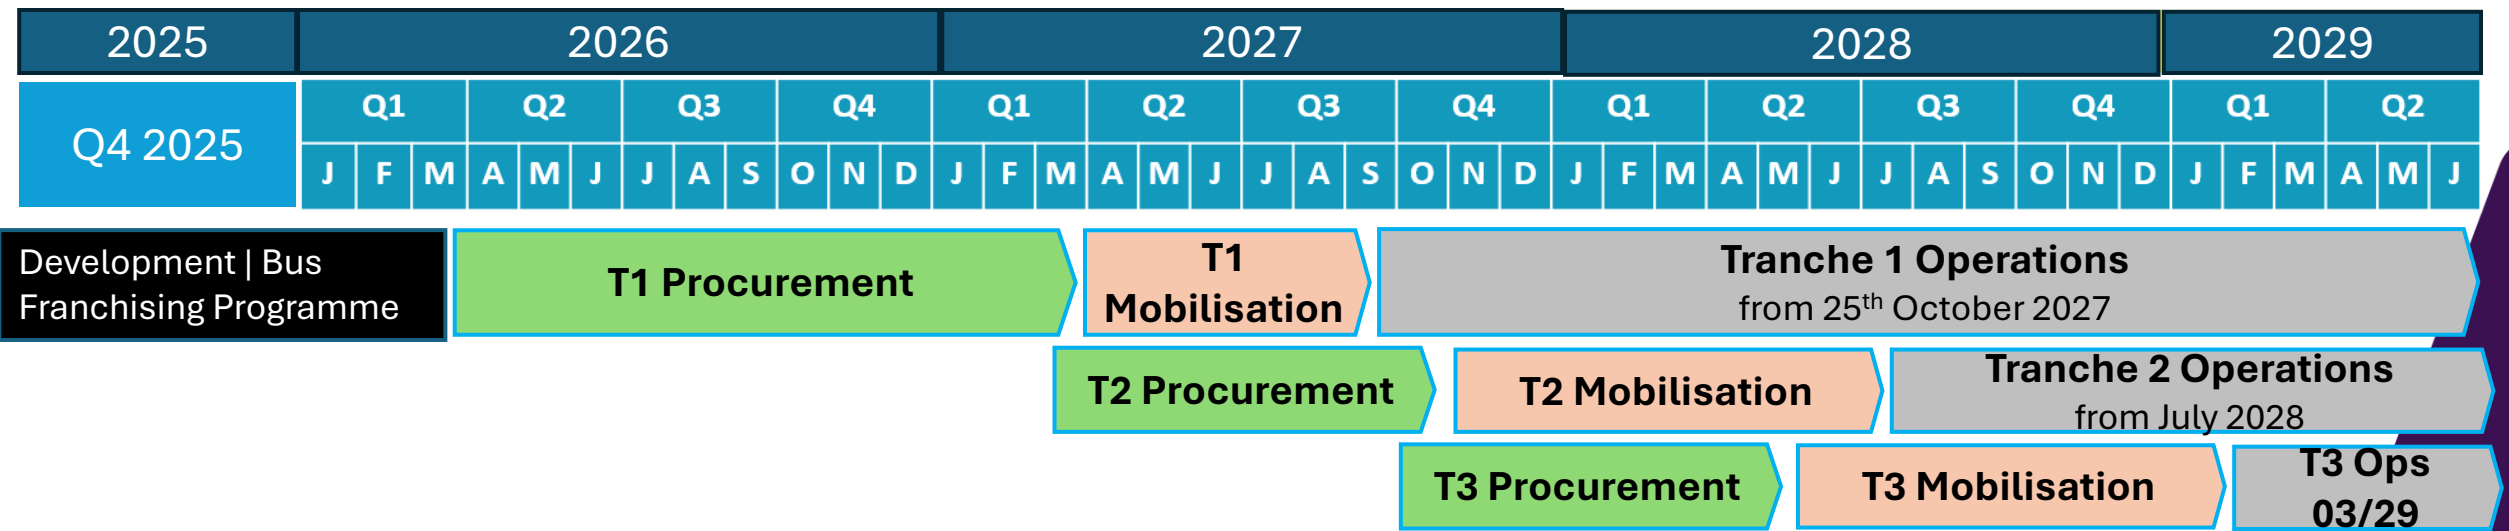 2025 2026 2027 2028 2029
Q4 2025
Q1 Q2 Q3 Q4 Q1 Q2 Q3 Q4 Q1 Q2 Q3 Q4 Q1 Q2
J F M A M J J A S O N D J F M A M J J A S O N D J F M A M J J A S O N D J F M A M J
Development | Bus
Franchising Programme
T1 Procurement
T1
Mobilisation
Tranche 1 Operations
from 25th October 2027
T2 Procurement
T2 Mobilisation
Tranche 2 Operations
from July 2028
T3 Procurement
T3 Mobilisation
T3 Ops
03/29